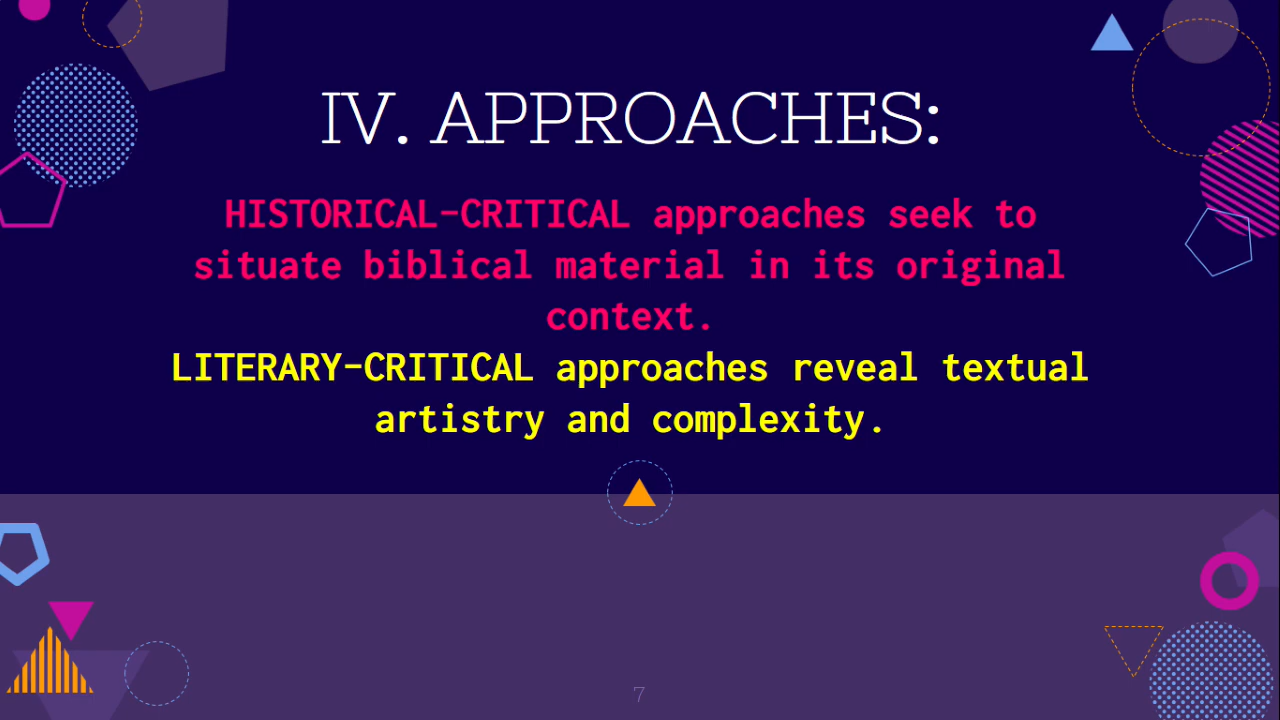 IV. APPROACHES:
HISTORICAL-CRITICAL approaches seek to
situate biblical material in its original
context.
LITERARY-CRITICAL approaches reveal textual
artistry and complexity.
7